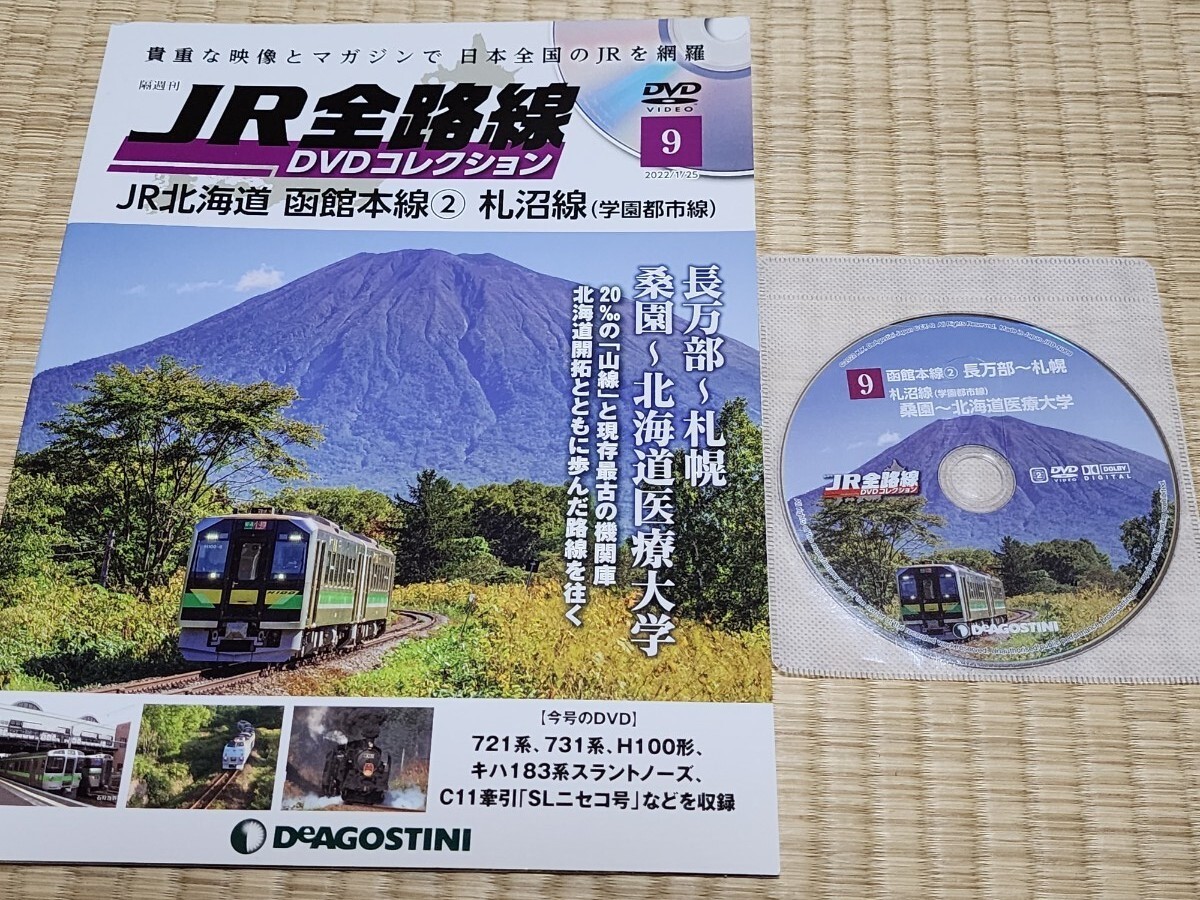 貴重な映像とマガジンで 日本全国のJRを網羅
隔週刊
JR全路線
DVDコレクション
DVD
VIDEO
9
2022/1/25
JR北海道 函館本線② 札沼線(学園都市線)
長万部~札幌
桑園~北海道医療大学
20‰の「山線」と現存最古の機関庫
北海道開拓とともに歩んだ路線を往く
H100
【今号のDVD】
721系、731系、H100形、
キハ183系スラントノーズ、
C11牽引「SLニセコ号」などを収録
DeAGOSTINI
9
函館本線② 長万部~札幌
札沼線(学園都市線)
桑園~北海道医療大学
JR全路線
DVDコレクション
2
DVD
VIDEO
DOLBY
DIGITAL
DeAGOSTINI